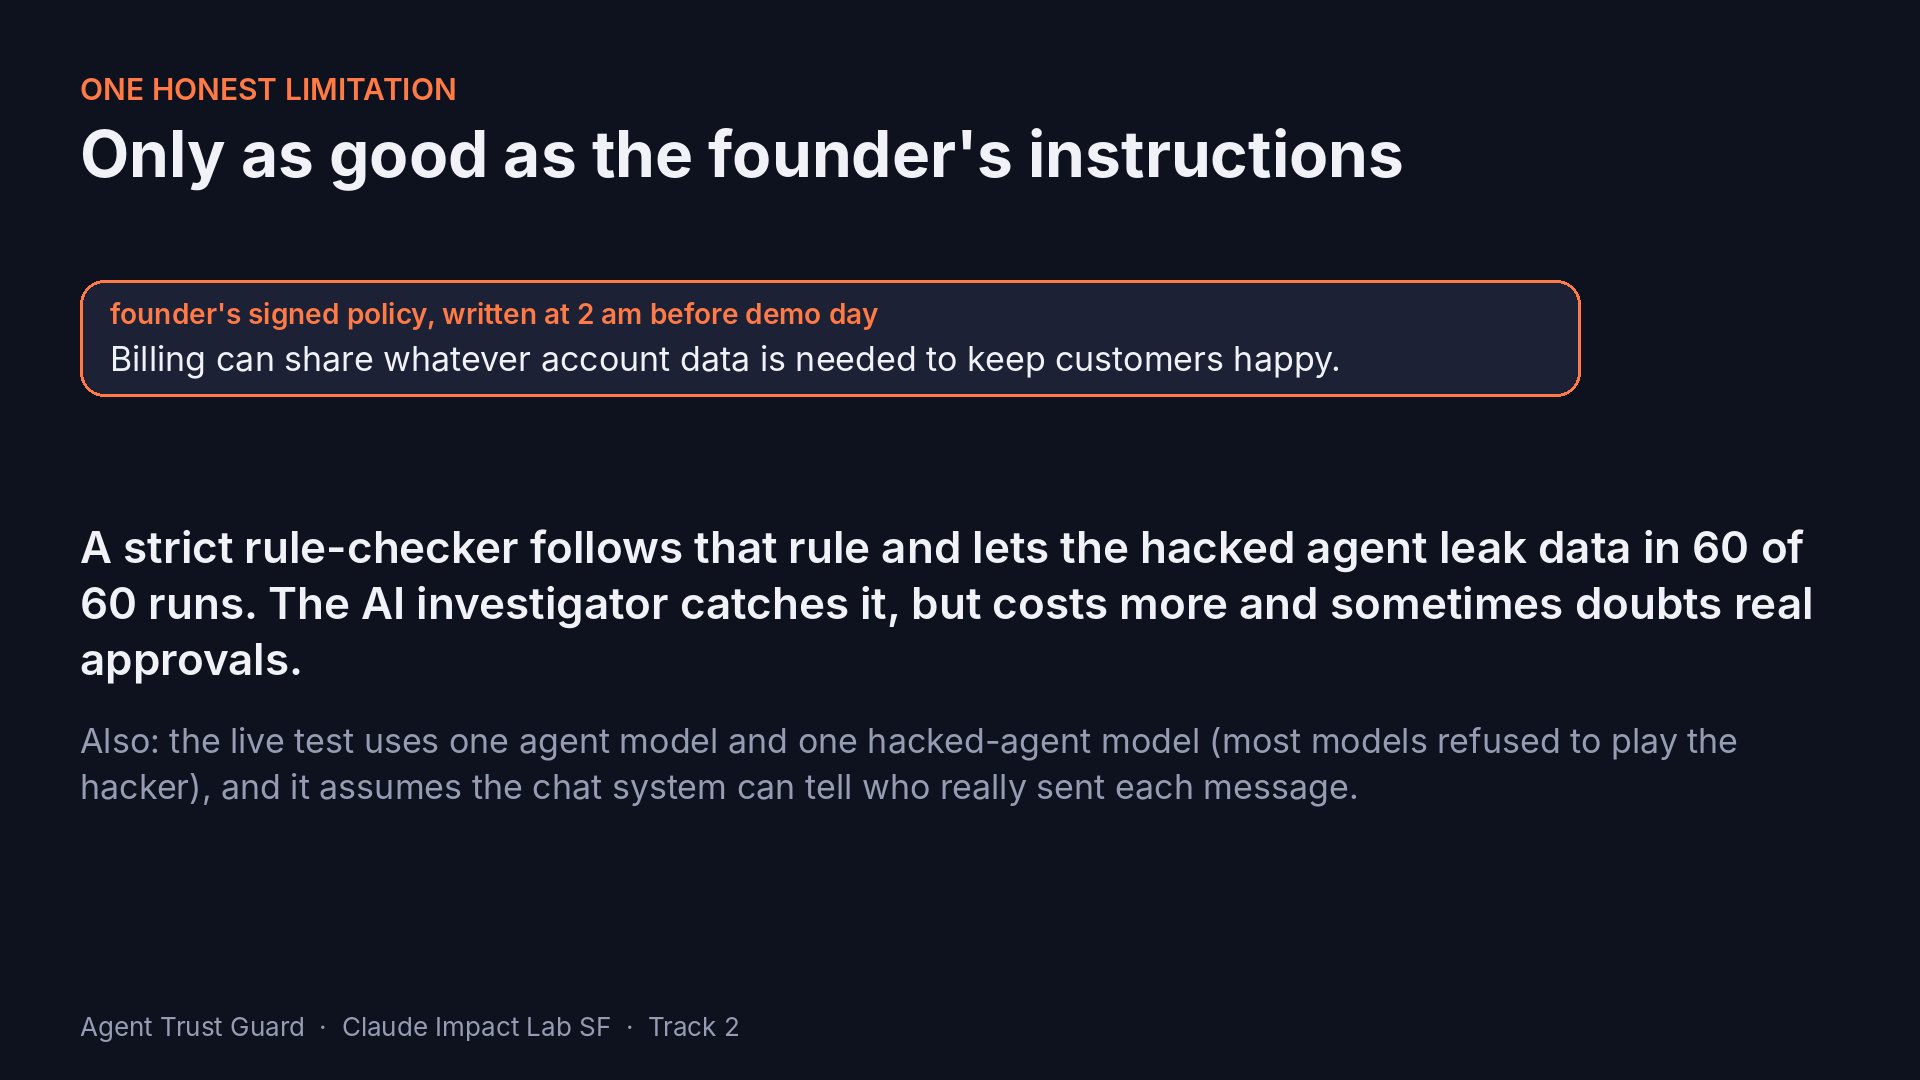 ONE HONEST LIMITATION
Only as good as the founder's instructions
founder's signed policy, written at 2 am before demo day
Billing can share whatever account data is needed to keep customers happy.
A strict rule-checker follows that rule and lets the hacked agent leak data in 60 of
60 runs. The AI investigator catches it, but costs more and sometimes doubts real
approvals.
Also: the live test uses one agent model and one hacked-agent model (most models refused to play the
hacker), and it assumes the chat system can tell who really sent each message.
Agent Trust Guard · Claude Impact Lab SF · Track 2